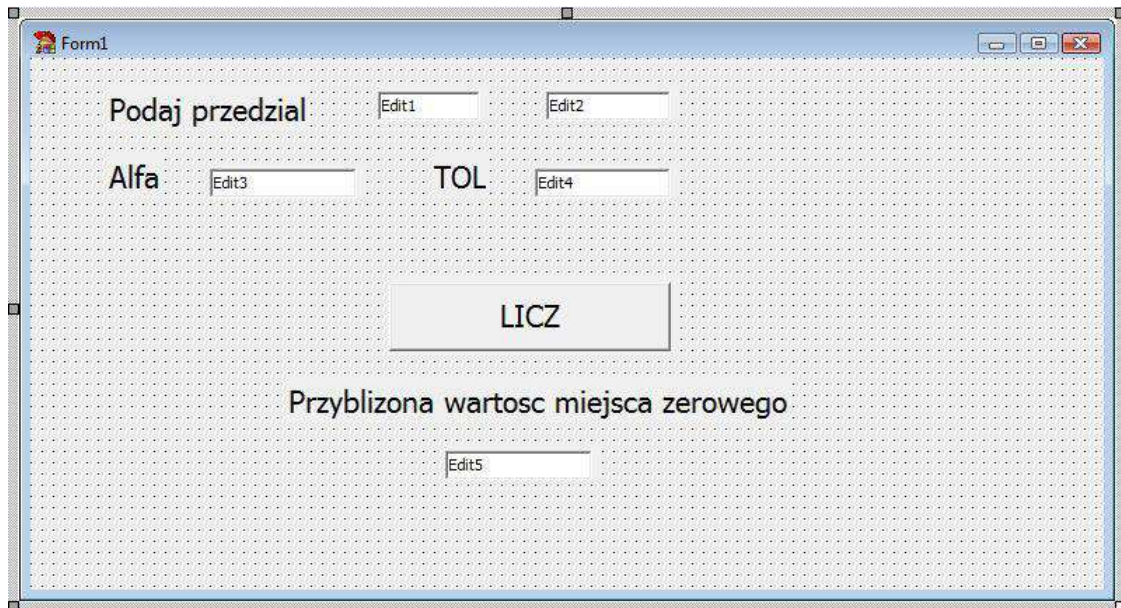 Form1
Podaj przedzial Edit1 Edit2
Alfa Edit3 TOL Edit4
LICZ
Przyblizona wartosc miejsca zerowego
Edit5